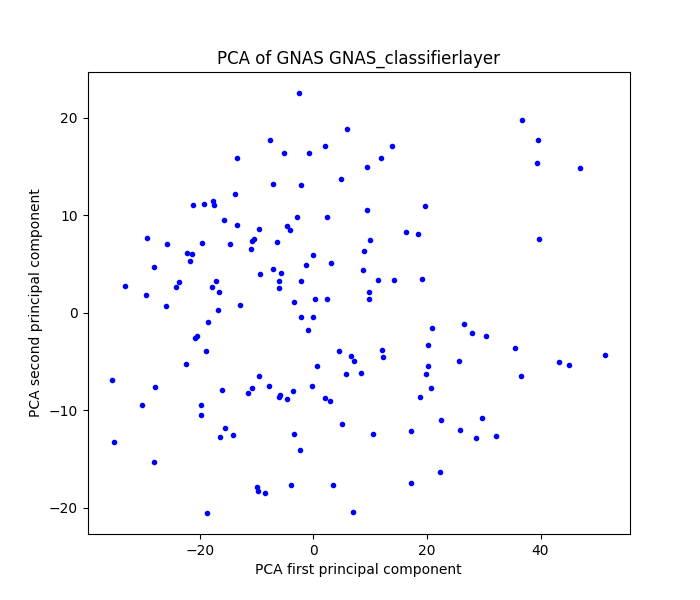 PCA of GNAS GNAS_classifierlayer
20
10
0
−10
−20
PCA second principal component
−20 0 20 40
PCA first principal component